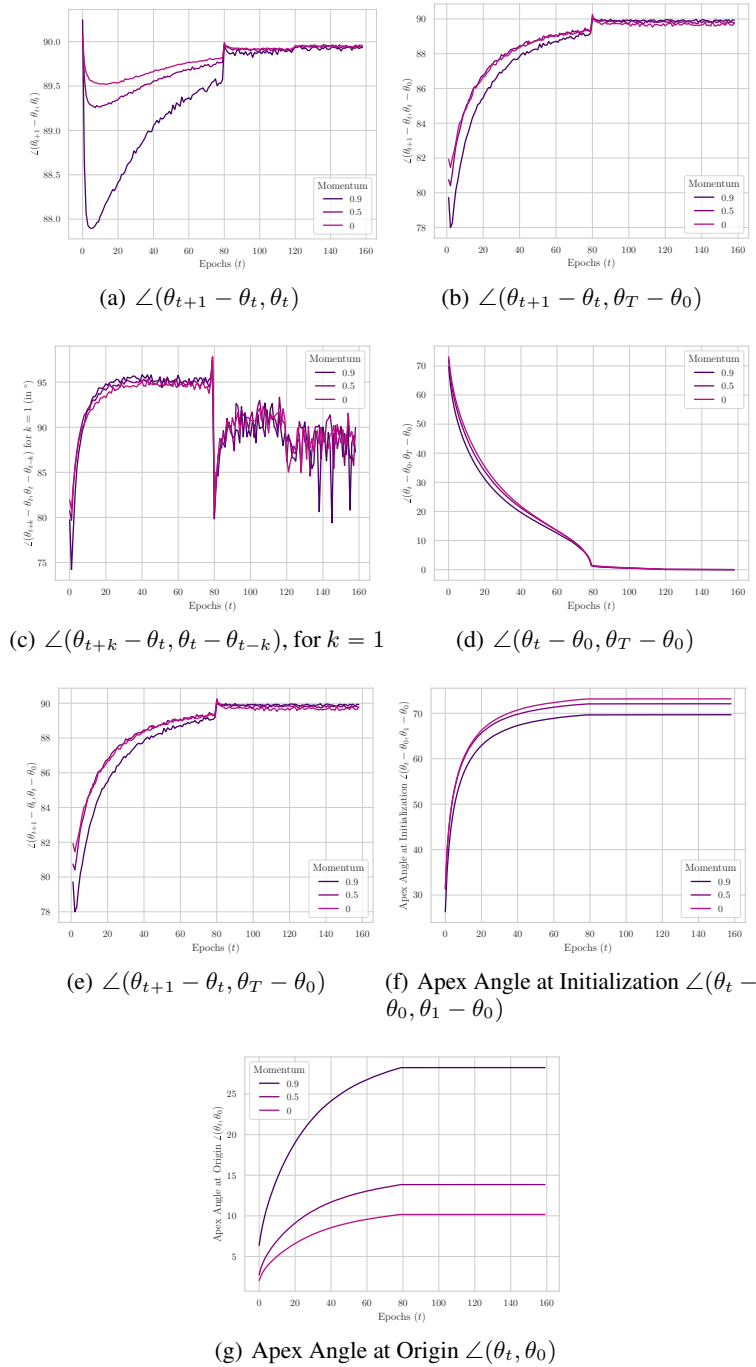 90.0
89.5
89.0
88.5
88.0
∠(θt+1 − θt, θt)
Momentum
0.9
0.5
0
0 20 40 60 80 100 120 140 160
Epochs (t)
(a) ∠(θt+1 − θt, θt)
90
88
86
84
82
80
78
∠(θt+1 − θt, θt − θ0)
Momentum
0.9
0.5
0
0 20 40 60 80 100 120 140 160
Epochs (t)
(b) ∠(θt+1 − θt, θT − θ0)
95
90
85
80
75
∠(θt+k − θt, θt − θt−k) for k = 1 (in °)
Momentum
0.9
0.5
0
0 20 40 60 80 100 120 140 160
Epochs (t)
(c) ∠(θt+k − θt, θt − θt−k), for k = 1
70
60
50
40
30
20
10
0
∠(θt − θ0, θT − θ0)
Momentum
0.9
0.5
0
0 20 40 60 80 100 120 140 160
Epochs (t)
(d) ∠(θt − θ0, θT − θ0)
90
88
86
84
82
80
78
∠(θt+1 − θt, θt − θ0)
Momentum
0.9
0.5
0
0 20 40 60 80 100 120 140 160
Epochs (t)
(e) ∠(θt+1 − θt, θT − θ0)
70
60
50
40
30
Apex Angle at Initialization ∠(θt − θ0, θ1 − θ0)
Momentum
0.9
0.5
0
0 20 40 60 80 100 120 140 160
Epochs (t)
(f) Apex Angle at Initialization ∠(θt −
θ0, θ1 − θ0)
25
20
15
10
5
Apex Angle at Origin ∠(θt, θ0)
Momentum
0.9
0.5
0
0 20 40 60 80 100 120 140 160
Epochs (t)
(g) Apex Angle at Origin ∠(θt, θ0)